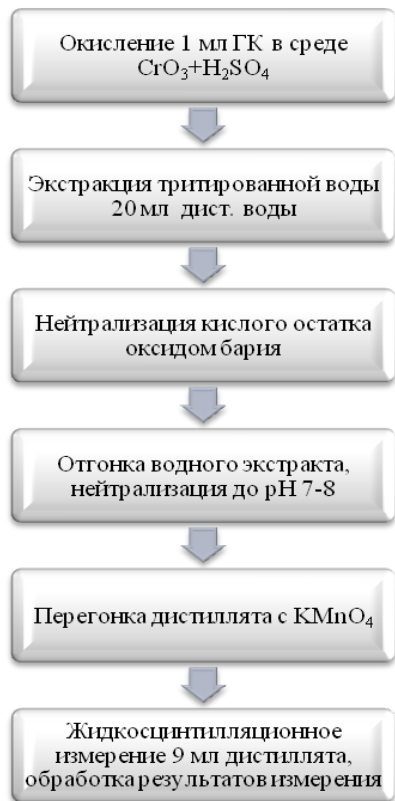 Окисление 1 мл ГК в среде
CrO₃+H₂SO₄
Экстракция тритированной воды
20 мл дист. воды
Нейтрализация кислого остатка
оксидом бария
Отгонка водного экстракта,
нейтрализация до pH 7-8
Перегонка дистиллята с KMnO₄
Жидкосцинтилляционное
измерение 9 мл дистиллята,
обработка результатов измерения